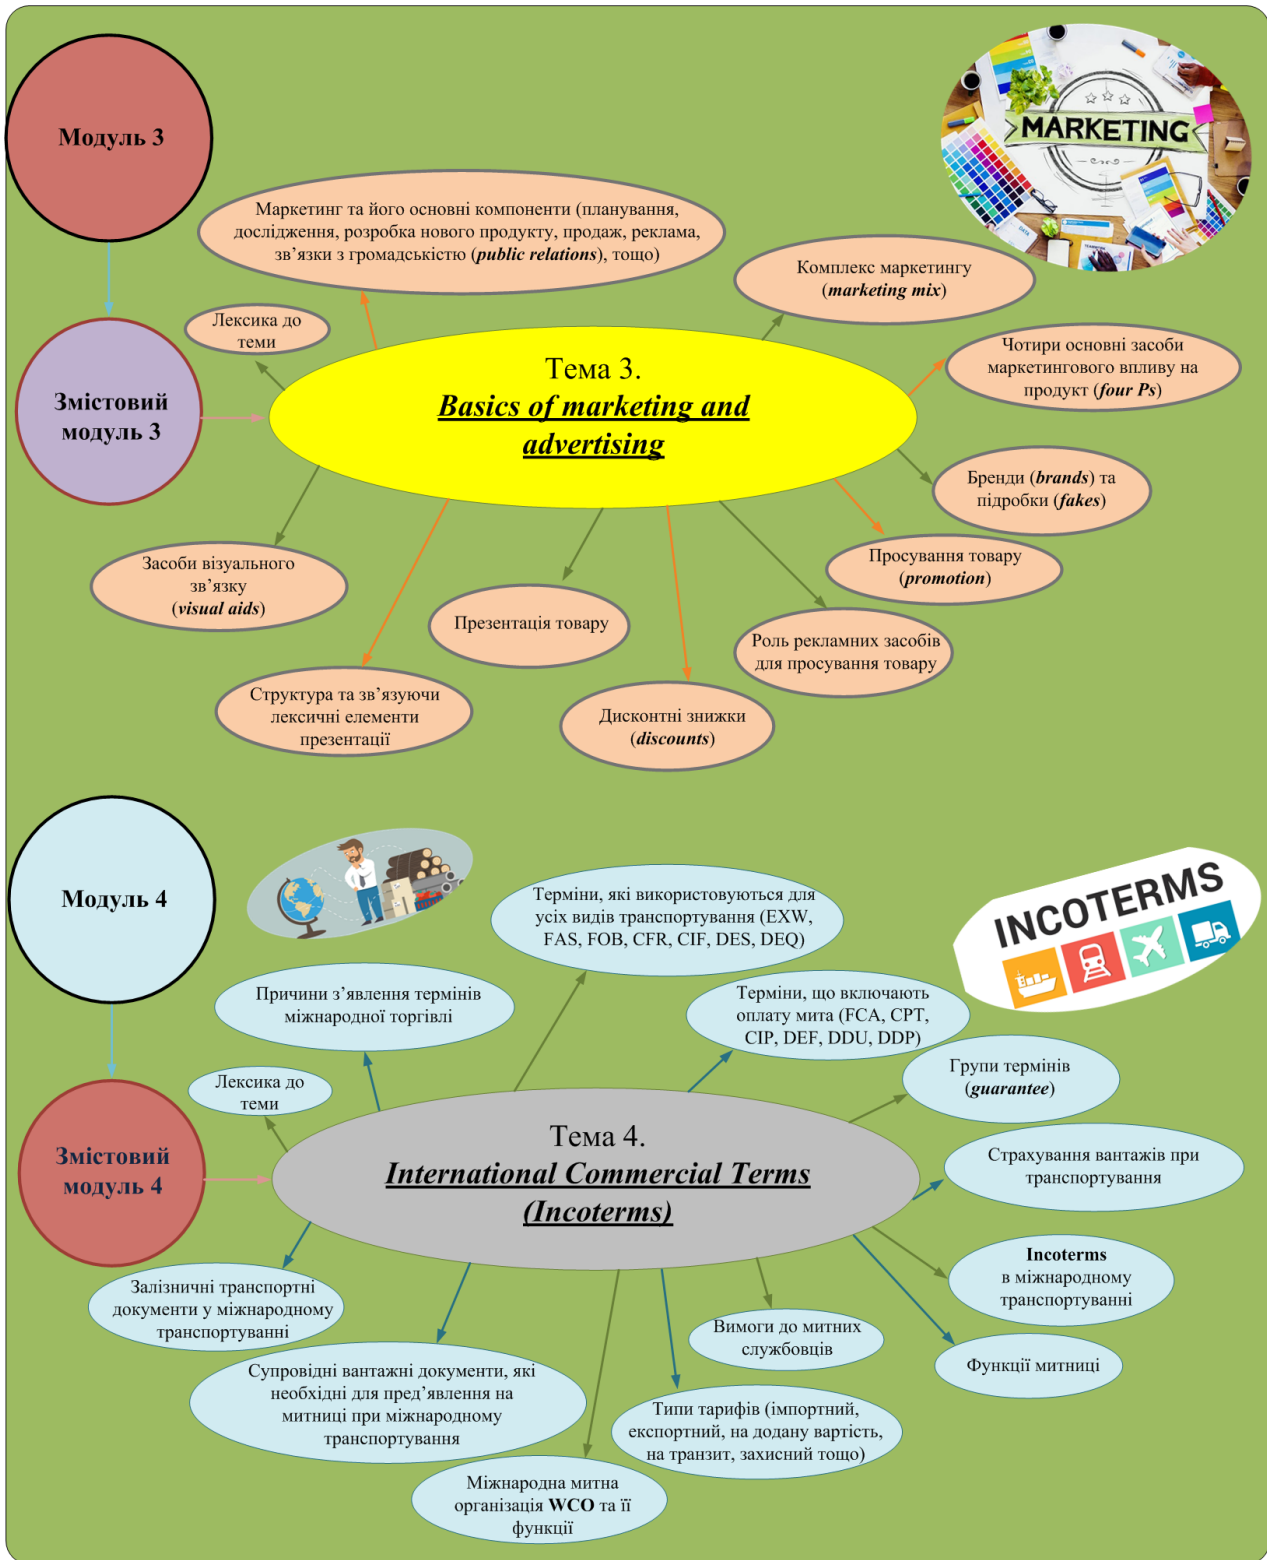 Модуль 3
MARKETING
Маркетинг та його основні компоненти (планування,
дослідження, розробка нового продукту, продаж, реклама,
зв’язки з громадськістю (public relations), тощо)
Комплекс маркетингу
(marketing mix)
Лексика до
теми
Чотири основні засоби
маркетингового впливу на
продукт (four Ps)
Змістовий
модуль 3
Тема 3.
Basics of marketing and
advertising
Бренди (brands) та
підробки (fakes)
Просування товару
(promotion)
Засоби візуального
зв’язку
(visual aids)
Презентація товару
Роль рекламних засобів
для просування товару
Структура та зв’язуючи
лексичні елементи
презентації
Дисконтні знижки
(discounts)
Модуль 4
INCOTERMS
Терміни, які використовуються для
усіх видів транспортування (EXW,
FAS, FOB, CFR, CIF, DES, DEQ)
Причини з’явлення термінів
міжнародної торгівлі
Терміни, що включають
оплату мита (FCA, CPT,
CIP, DEF, DDU, DDP)
Групи термінів
(guarantee)
Лексика до
теми
Змістовий
модуль 4
Тема 4.
International Commercial Terms
(Incoterms)
Страхування вантажів при
транспортування
Incoterms
в міжнародному
транспортуванні
Залізничні транспортні
документи у міжнародному
транспортуванні
Вимоги до митних
службовців
Функції митниці
Супровідні вантажні документи, які
необхідні для пред’явлення на
митниці при міжнародному
транспортування
Типи тарифів (імпортний,
експортний, на додану вартість,
на транзит, захисний тощо)
Міжнародна митна
організація WCO та її
функції